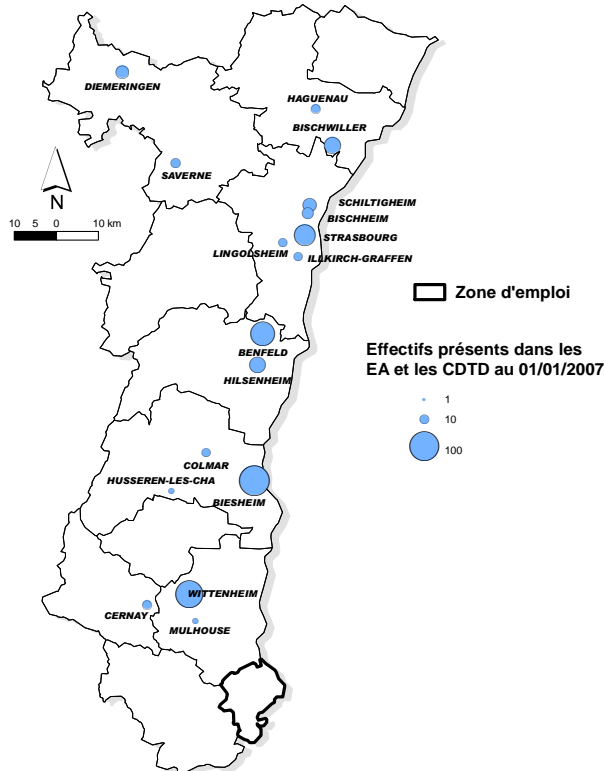 DIEMERINGEN
HAGUENAU
BISCHWILLER
SAVERNE
N
10 5 0 10 km
SCHILTIGHEIM
BISCHHEIM
STRASBOURG
LINGOLSHEIM
ILLKIRCH-GRAFFEN
Zone d'emploi
BENFELD
HILSENHEIM
Effectifs présents dans les
EA et les CDTD au 01/01/2007
1
10
100
COLMAR
HUSSEREN-LES-CHA
BIESHEIM
WITTENHEIM
CERNAY
MULHOUSE